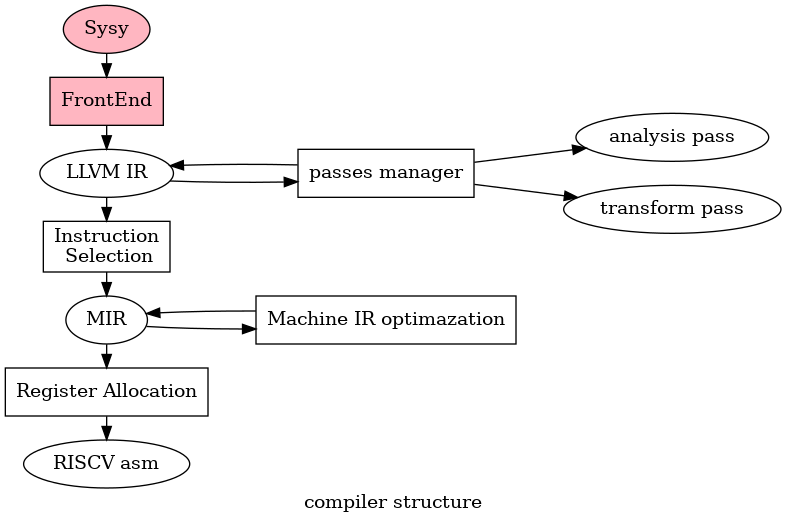 Sysy
FrontEnd
LLVM IR
passes manager
analysis pass
transform pass
Instruction
Selection
MIR
Machine IR optimazation
Register Allocation
RISCV asm
compiler structure